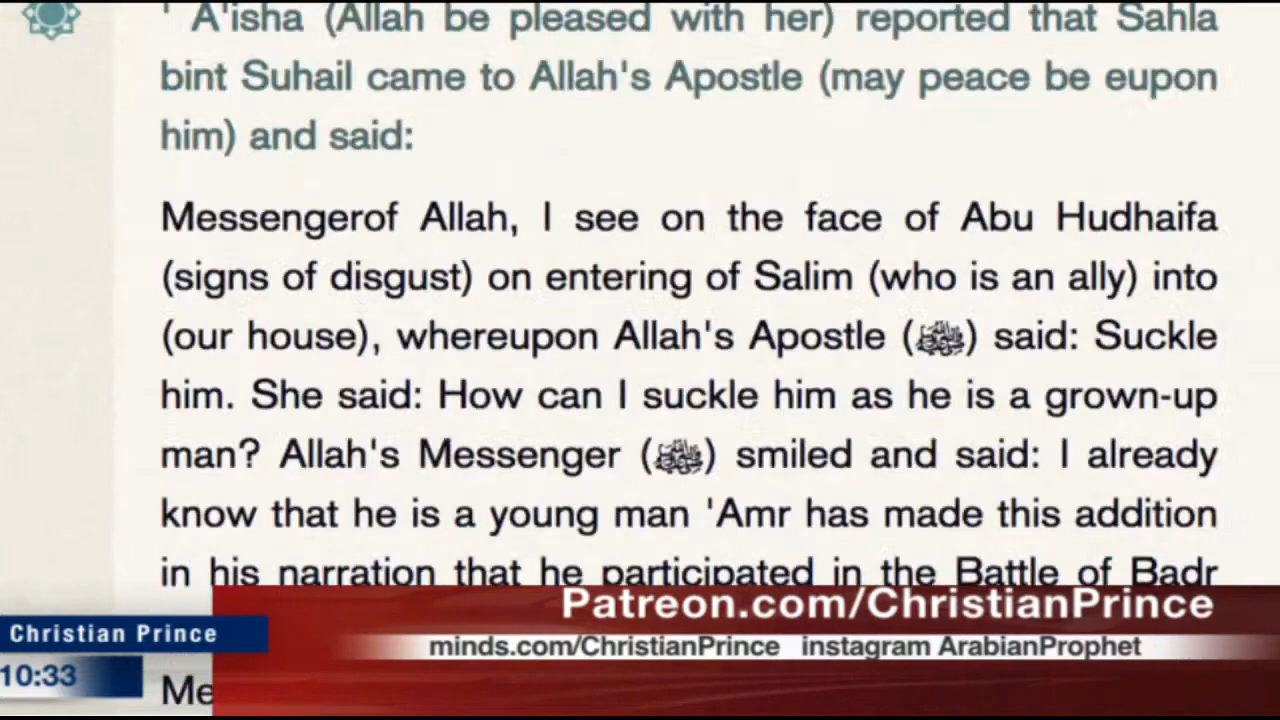 ' A'isha (Allah be pleased with her) reported that Sahla
bint Suhail came to Allah's Apostle (may peace be eupon
him) and said:
Messengerof Allah, I see on the face of Abu Hudhaifa
(signs of disgust) on entering of Salim (who is an ally) into
(our house), whereupon Allah's Apostle (ﷺ) said: Suckle
him. She said: How can I suckle him as he is a grown-up
man? Allah's Messenger (ﷺ) smiled and said: I already
know that he is a young man 'Amr has made this addition
in his narration that he participated in the Battle of Badr
Me
Patreon.com/ChristianPrince
minds.com/ChristianPrince instagram ArabianProphet
Christian Prince
10:33